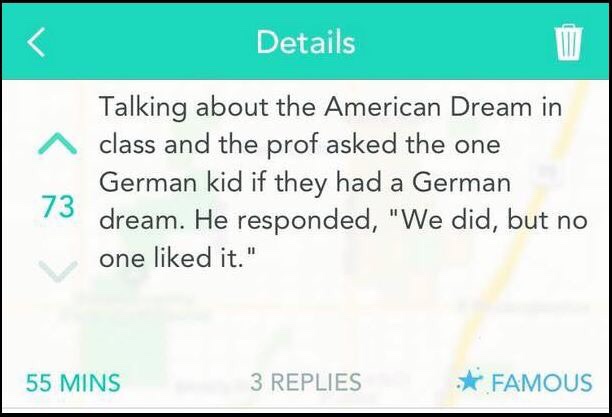 Details
Talking about the American Dream in
class and the prof asked the one
German kid if they had a German
73
dream. He responded, "We did, but no
one liked it."
55 MINS
3 REPLIES
FAMOUS